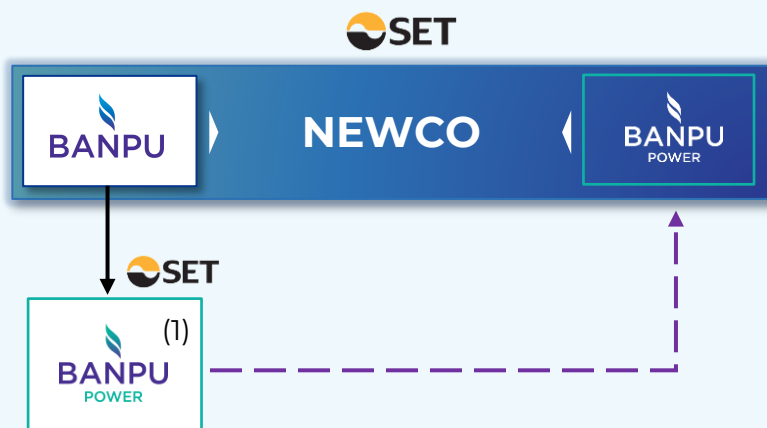 SET
BANPU
NEWCO
BANPU
POWER
SET
(1)
BANPU
POWER